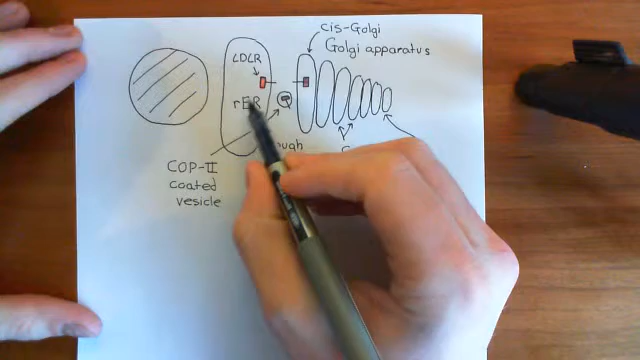 cis-Golgi
Golgi apparatus
LDLR
rER
COP-II
coated
vesicle